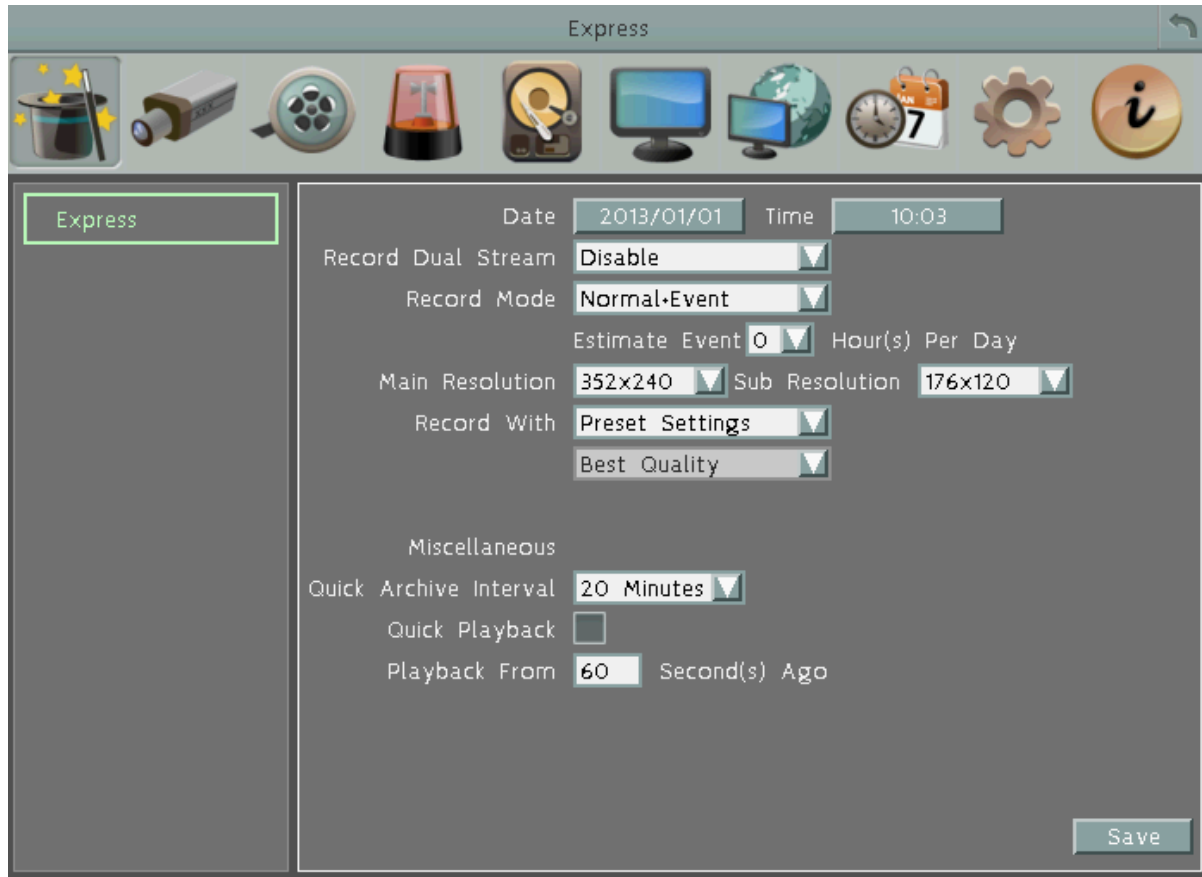 Express
JAN
7
i
Express
Date 2013/01/01 Time 10:03
Record Dual Stream Disable
Record Mode Normal+Event
Estimate Event 0 Hour(s) Per Day
Main Resolution 352x240 Sub Resolution 176x120
Record With Preset Settings
Best Quality
Miscellaneous
Quick Archive Interval 20 Minutes
Quick Playback
Playback From 60 Second(s) Ago
Save